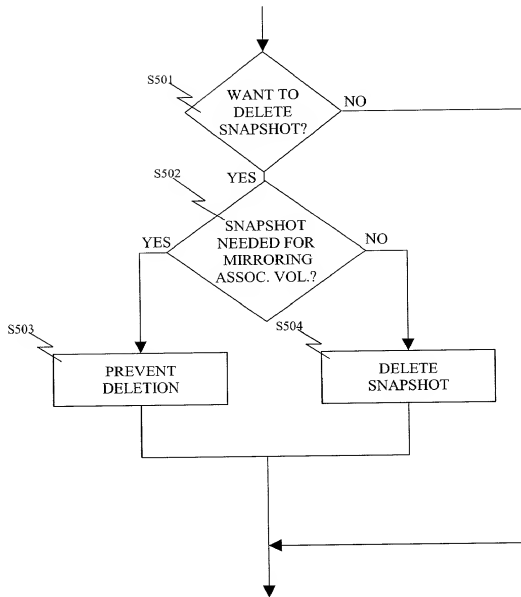 S501
WANT TO
DELETE
SNAPSHOT?
NO
YES
S502
SNAPSHOT
NEEDED FOR
MIRRORING
ASSOC. VOL.?
YES
NO
S503
PREVENT
DELETION
S504
DELETE
SNAPSHOT